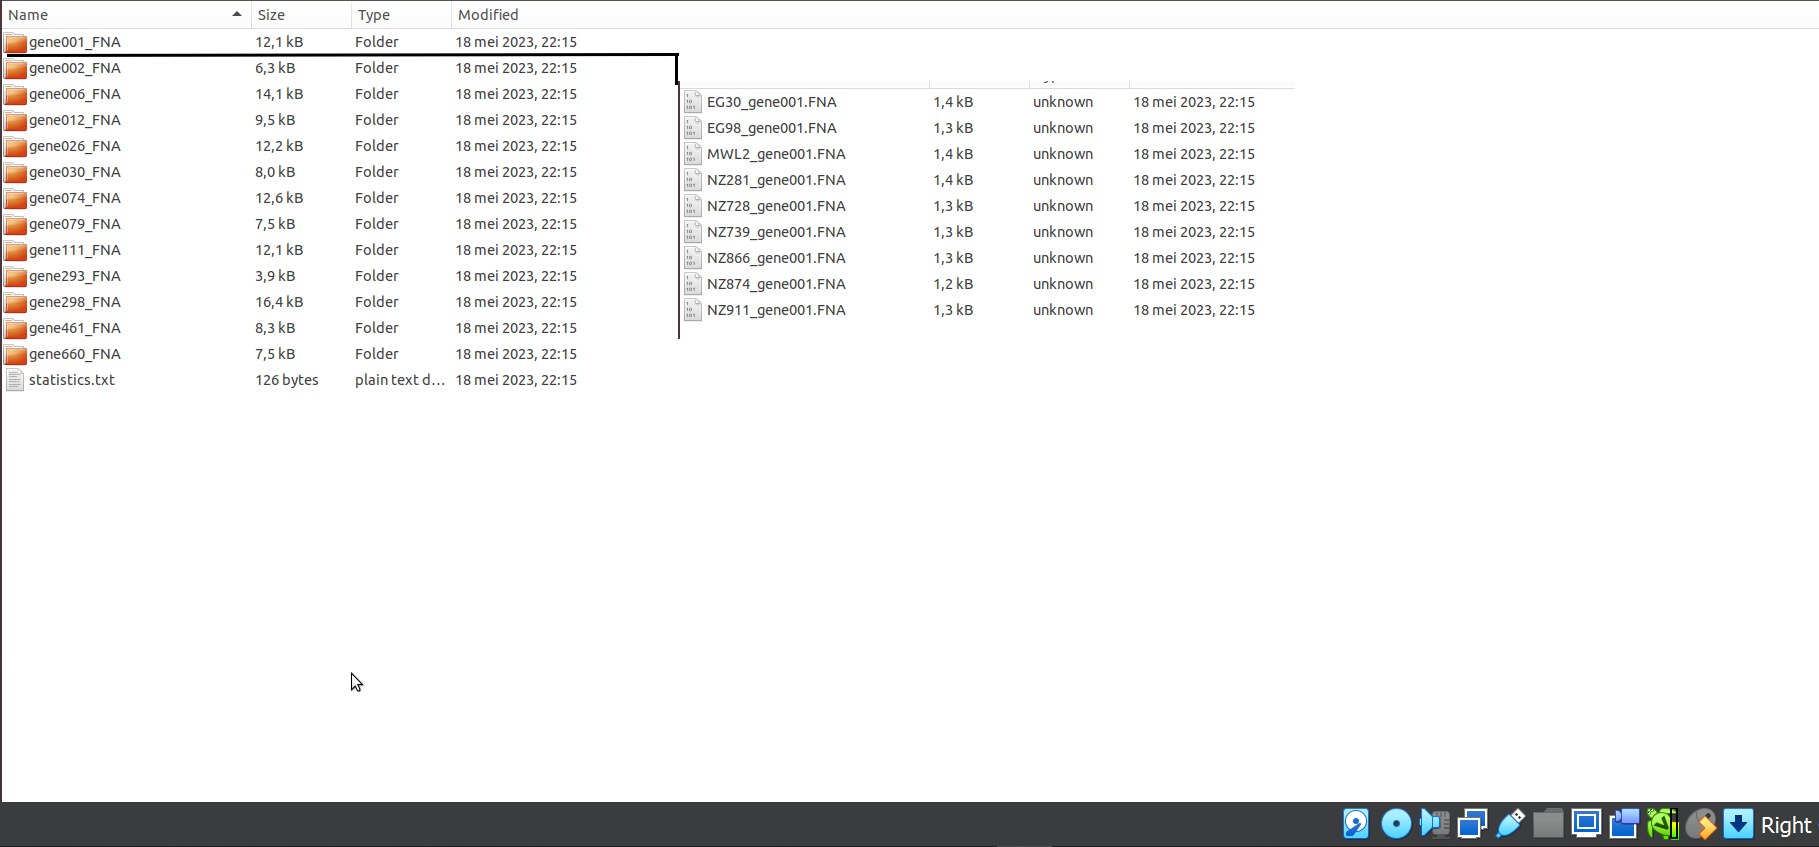 Name Size Type Modified
gene001_FNA 12,1 kB Folder 18 mei 2023, 22:15
gene002_FNA 6,3 kB Folder 18 mei 2023, 22:15
gene006_FNA 14,1 kB Folder 18 mei 2023, 22:15
gene012_FNA 9,5 kB Folder 18 mei 2023, 22:15
gene026_FNA 12,2 kB Folder 18 mei 2023, 22:15
gene030_FNA 8,0 kB Folder 18 mei 2023, 22:15
gene074_FNA 12,6 kB Folder 18 mei 2023, 22:15
gene079_FNA 7,5 kB Folder 18 mei 2023, 22:15
gene111_FNA 12,1 kB Folder 18 mei 2023, 22:15
gene293_FNA 3,9 kB Folder 18 mei 2023, 22:15
gene298_FNA 16,4 kB Folder 18 mei 2023, 22:15
gene461_FNA 8,3 kB Folder 18 mei 2023, 22:15
gene660_FNA 7,5 kB Folder 18 mei 2023, 22:15
statistics.txt 126 bytes plain text d... 18 mei 2023, 22:15
EG30_gene001.FNA 1,4 kB unknown 18 mei 2023, 22:15
EG98_gene001.FNA 1,3 kB unknown 18 mei 2023, 22:15
MWL2_gene001.FNA 1,4 kB unknown 18 mei 2023, 22:15
NZ281_gene001.FNA 1,4 kB unknown 18 mei 2023, 22:15
NZ728_gene001.FNA 1,3 kB unknown 18 mei 2023, 22:15
NZ739_gene001.FNA 1,3 kB unknown 18 mei 2023, 22:15
NZ866_gene001.FNA 1,3 kB unknown 18 mei 2023, 22:15
NZ874_gene001.FNA 1,2 kB unknown 18 mei 2023, 22:15
NZ911_gene001.FNA 1,3 kB unknown 18 mei 2023, 22:15
Right